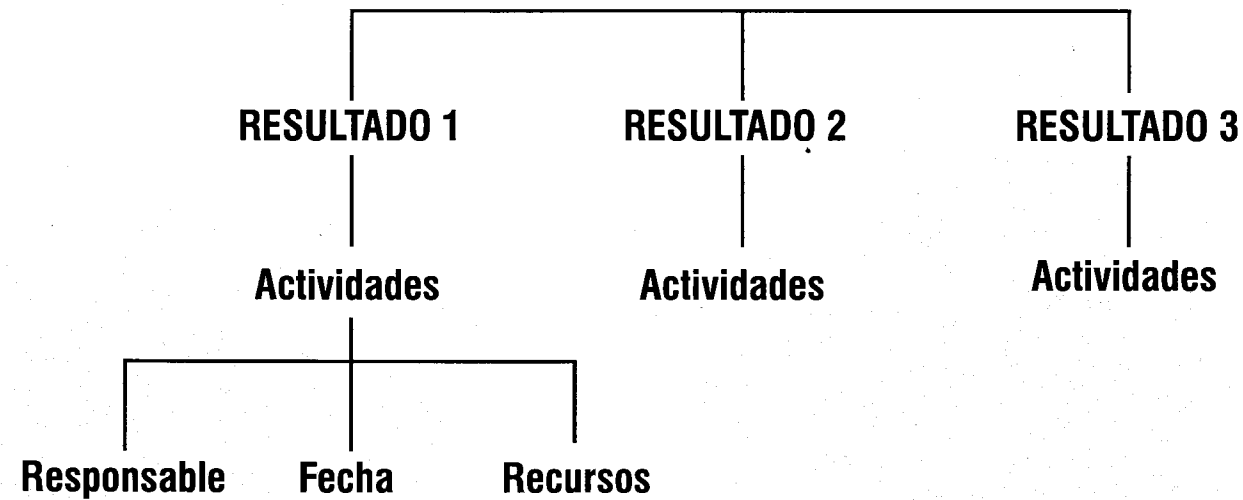 RESULTADO 1 RESULTADO 2 RESULTADO 3
Actividades Actividades Actividades
Responsable Fecha Recursos